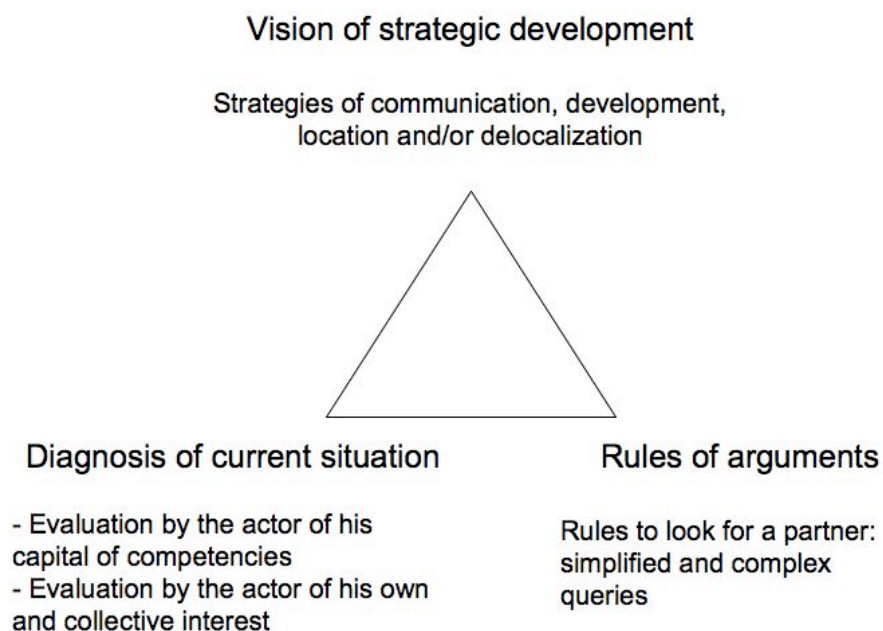 Vision of strategic development
Strategies of communication, development,
location and/or delocalization
Diagnosis of current situation
- Evaluation by the actor of his
capital of competencies
- Evaluation by the actor of his own
and collective interest
Rules of arguments
Rules to look for a partner:
simplified and complex
queries